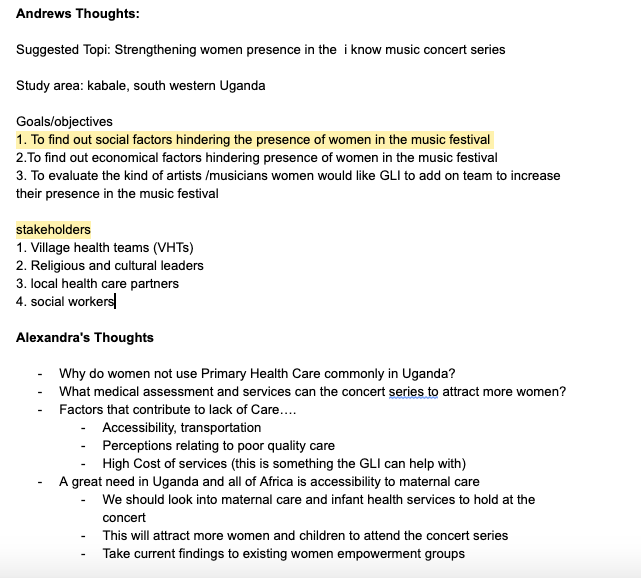 Andrews Thoughts:
Suggested Topi: Strengthening women presence in the i know music concert series
Study area: kabale, south western Uganda
Goals/objectives
1. To find out social factors hindering the presence of women in the music festival
2.To find out economical factors hindering presence of women in the music festival
3. To evaluate the kind of artists /musicians women would like GLI to add on team to increase
their presence in the music festival
stakeholders
1. Village health teams (VHTs)
2. Religious and cultural leaders
3. local health care partners
4. social workers
Alexandra's Thoughts
- Why do women not use Primary Health Care commonly in Uganda?
- What medical assessment and services can the concert series to attract more women?
- Factors that contribute to lack of Care....
- Accessibility, transportation
- Perceptions relating to poor quality care
- High Cost of services (this is something the GLI can help with)
- A great need in Uganda and all of Africa is accessibility to maternal care
- We should look into maternal care and infant health services to hold at the
concert
- This will attract more women and children to attend the concert series
- Take current findings to existing women empowerment groups